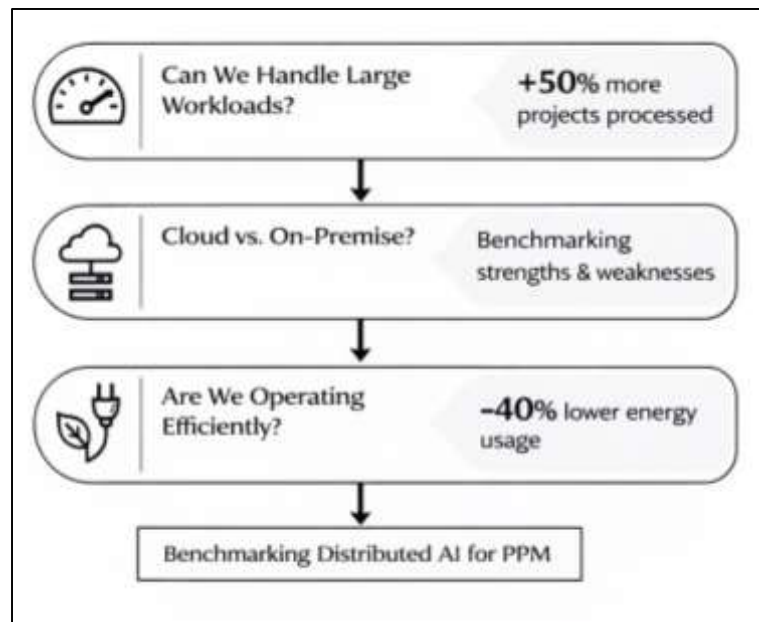 Can We Handle Large
Workloads?
+50% more
projects processed
Cloud vs. On-Premise?
Benchmarking
strengths & weaknesses
Are We Operating
Efficiently?
–40% lower energy
usage
Benchmarking Distributed AI for PPM